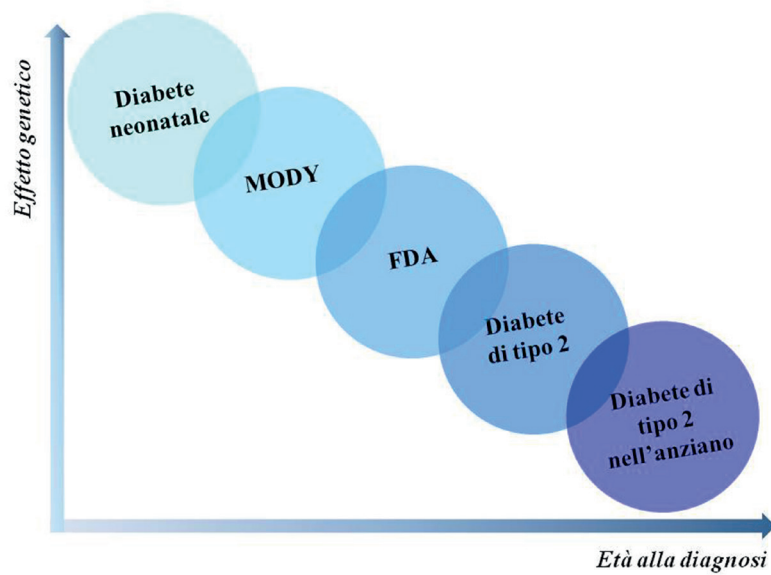 Effetto genetico
Diabete
neonatale
MODY
FDA
Diabete
di tipo 2
Diabete di
tipo 2
nell’anziano
Età alla diagnosi